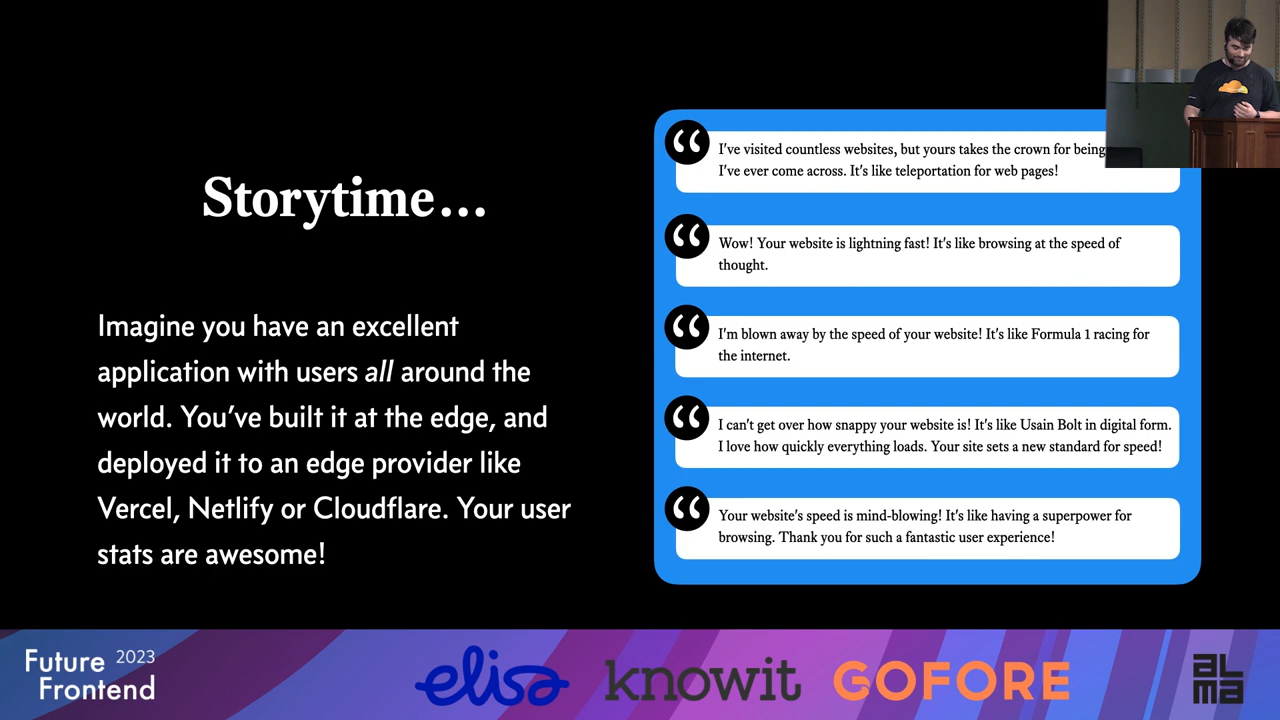 Storytime…
Imagine you have an excellent
application with users all around the
world. You’ve built it at the edge, and
deployed it to an edge provider like
Vercel, Netlify or Cloudflare. Your user
stats are awesome!
I've visited countless websites, but yours takes the crown for being
I've ever come across. It's like teleportation for web pages!
Wow! Your website is lightning fast! It's like browsing at the speed of
thought.
I'm blown away by the speed of your website! It's like Formula 1 racing for
the internet.
I can't get over how snappy your website is! It's like Usain Bolt in digital form.
I love how quickly everything loads. Your site sets a new standard for speed!
Your website's speed is mind-blowing! It's like having a superpower for
browsing. Thank you for such a fantastic user experience!
Future 2023
Frontend
elisa
knowit
GOFORE
aL
ma